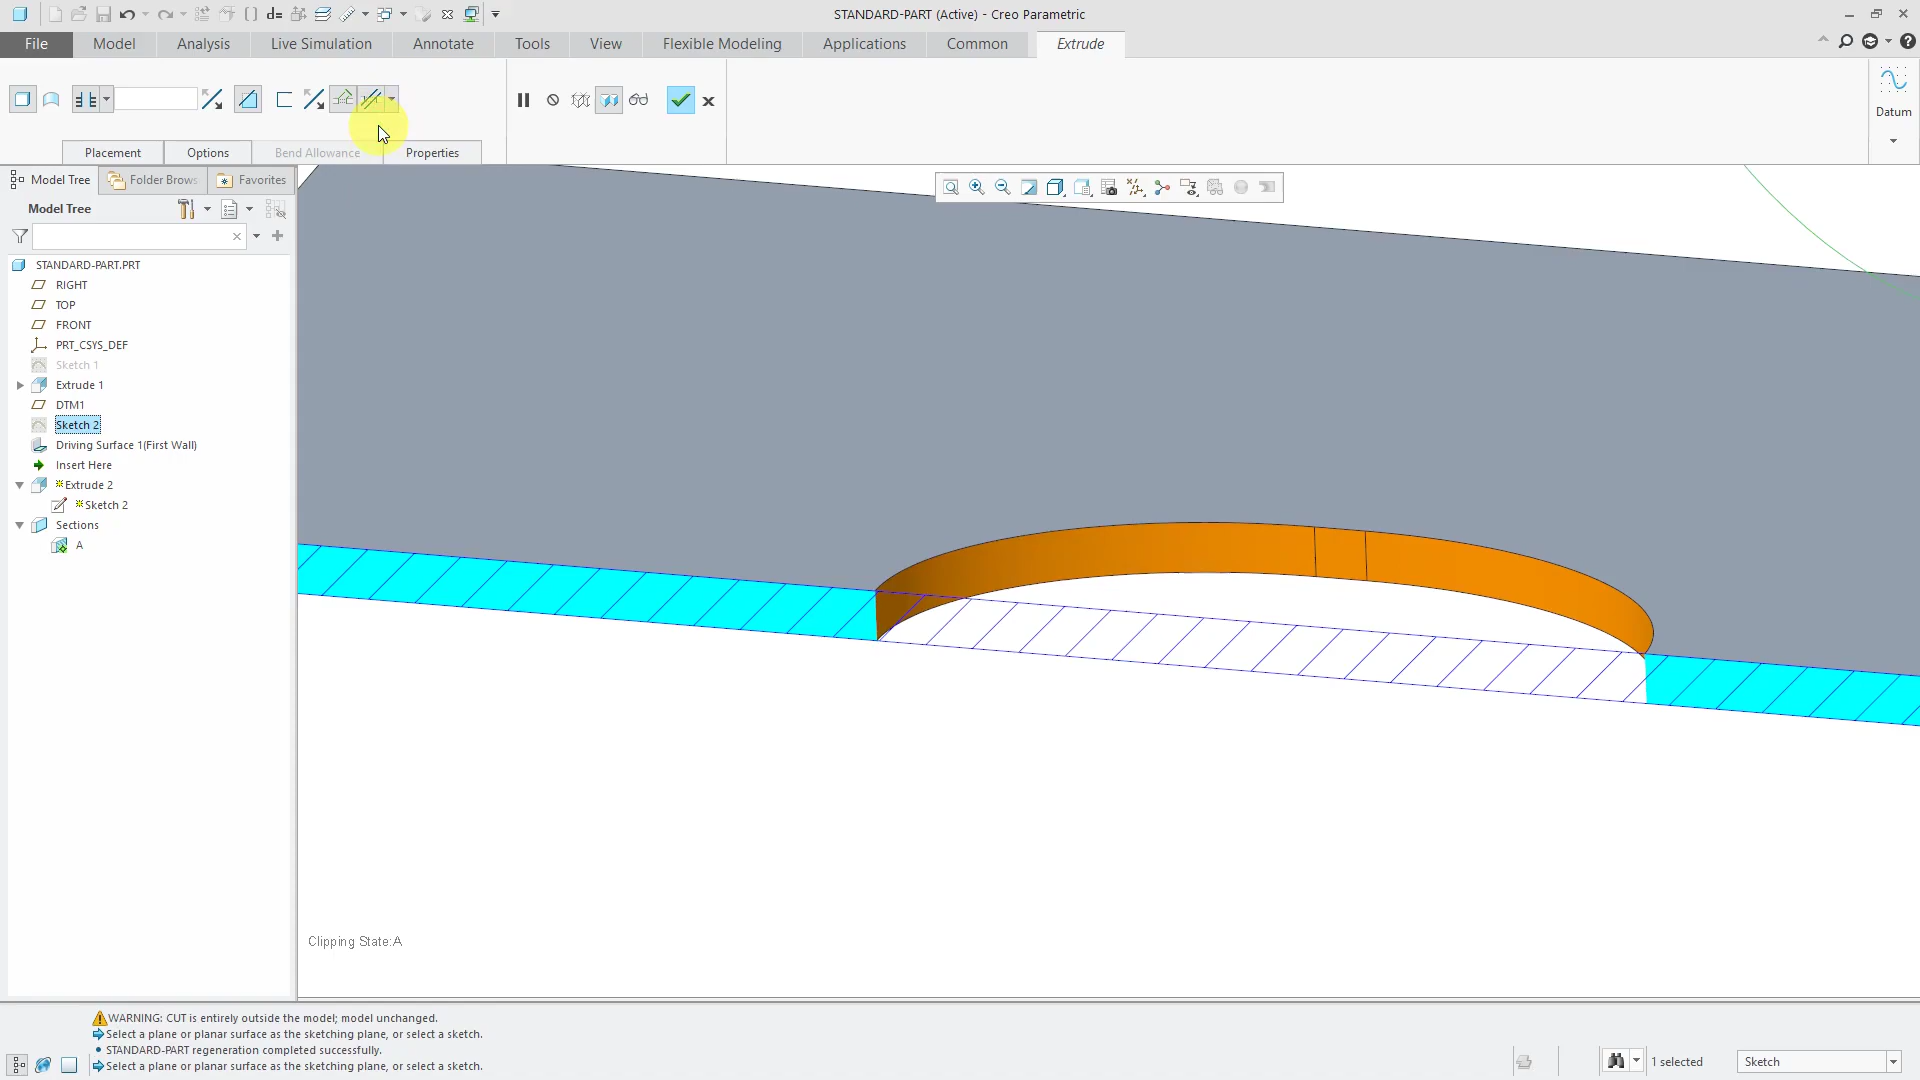 STANDARD-PART (Active) - Creo Parametric
File Model Analysis Live Simulation Annotate Tools View Flexible Modeling Applications Common Extrude
Datum
Placement Options Bend Allowance Properties
Model Tree Folder Brows Favorites
Model Tree
STANDARD-PART.PRT
RIGHT
TOP
FRONT
PRT_CSYS_DEF
Sketch 1
Extrude 1
DTM1
Sketch 2
Driving Surface 1(First Wall)
Insert Here
Extrude 2
Sketch 2
Sections
A
Clipping State:A
WARNING: CUT is entirely outside the model; model unchanged.
Select a plane or planar surface as the sketching plane, or select a sketch.
• STANDARD-PART regeneration completed successfully.
Select a plane or planar surface as the sketching plane, or select a sketch.
1 selected
Sketch